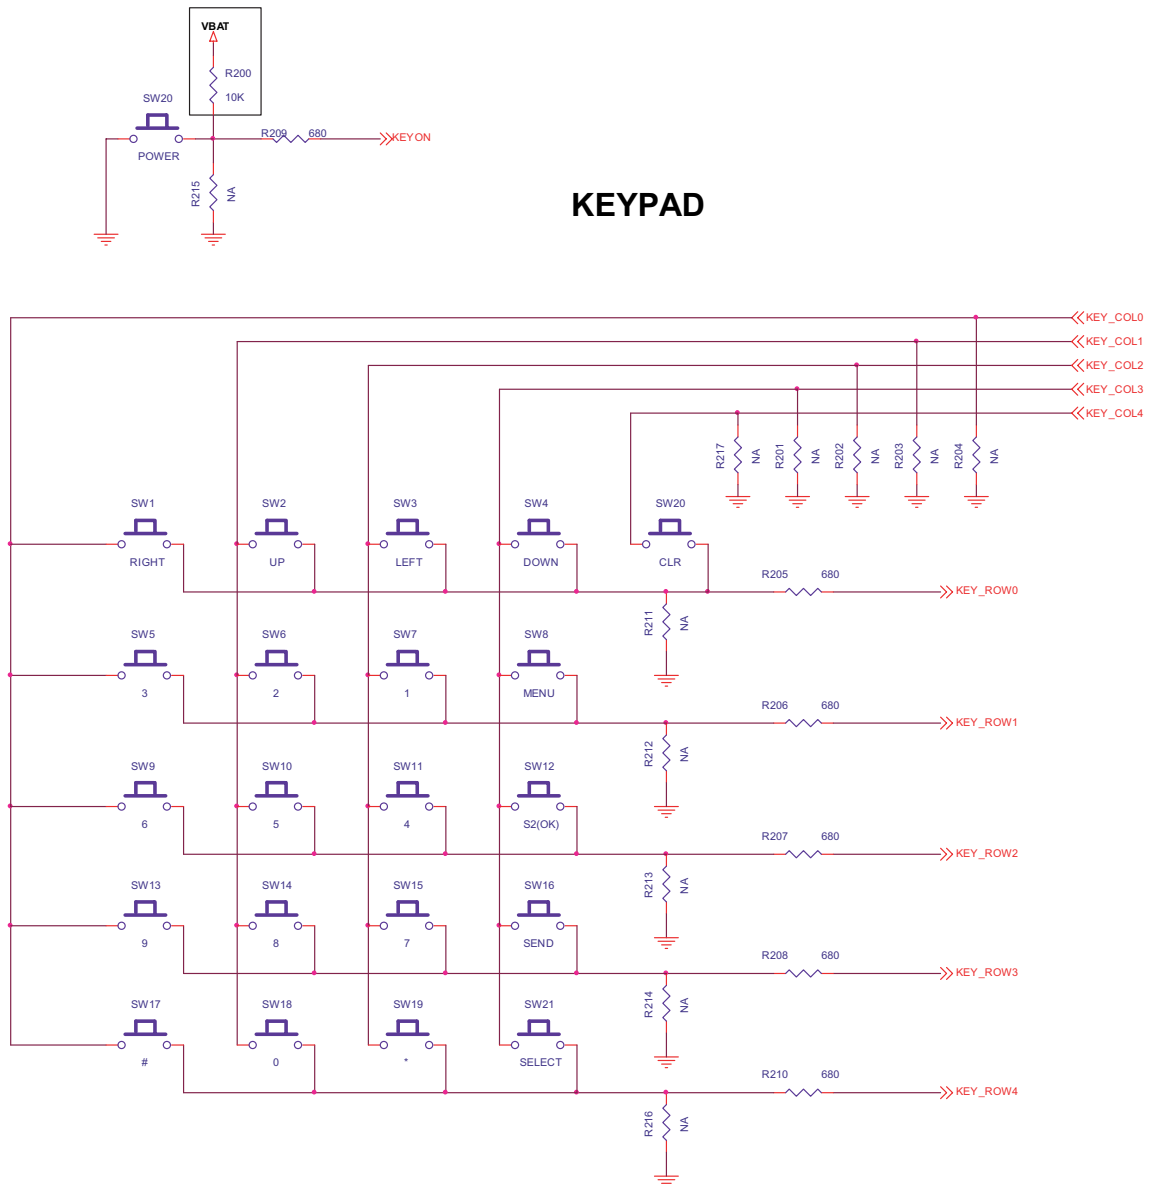 VBAT
R200
10K
SW20
POWER
R209 680
KEYON
R215 NA
KEYPAD
KEY_COL0
KEY_COL1
KEY_COL2
KEY_COL3
KEY_COL4
R217 NA R201 NA R202 NA R203 NA R204 NA
SW1 SW2 SW3 SW4 SW20
RIGHT UP LEFT DOWN CLR
R205 680
KEY_ROW0
R211 NA
SW5 SW6 SW7 SW8
3 2 1 MENU
R206 680
KEY_ROW1
R212 NA
SW9 SW10 SW11 SW12
6 5 4 S2(OK)
R207 680
KEY_ROW2
R213 NA
SW13 SW14 SW15 SW16
9 8 7 SEND
R208 680
KEY_ROW3
R214 NA
SW17 SW18 SW19 SW21
# 0 * SELECT
R210 680
KEY_ROW4
R216 NA